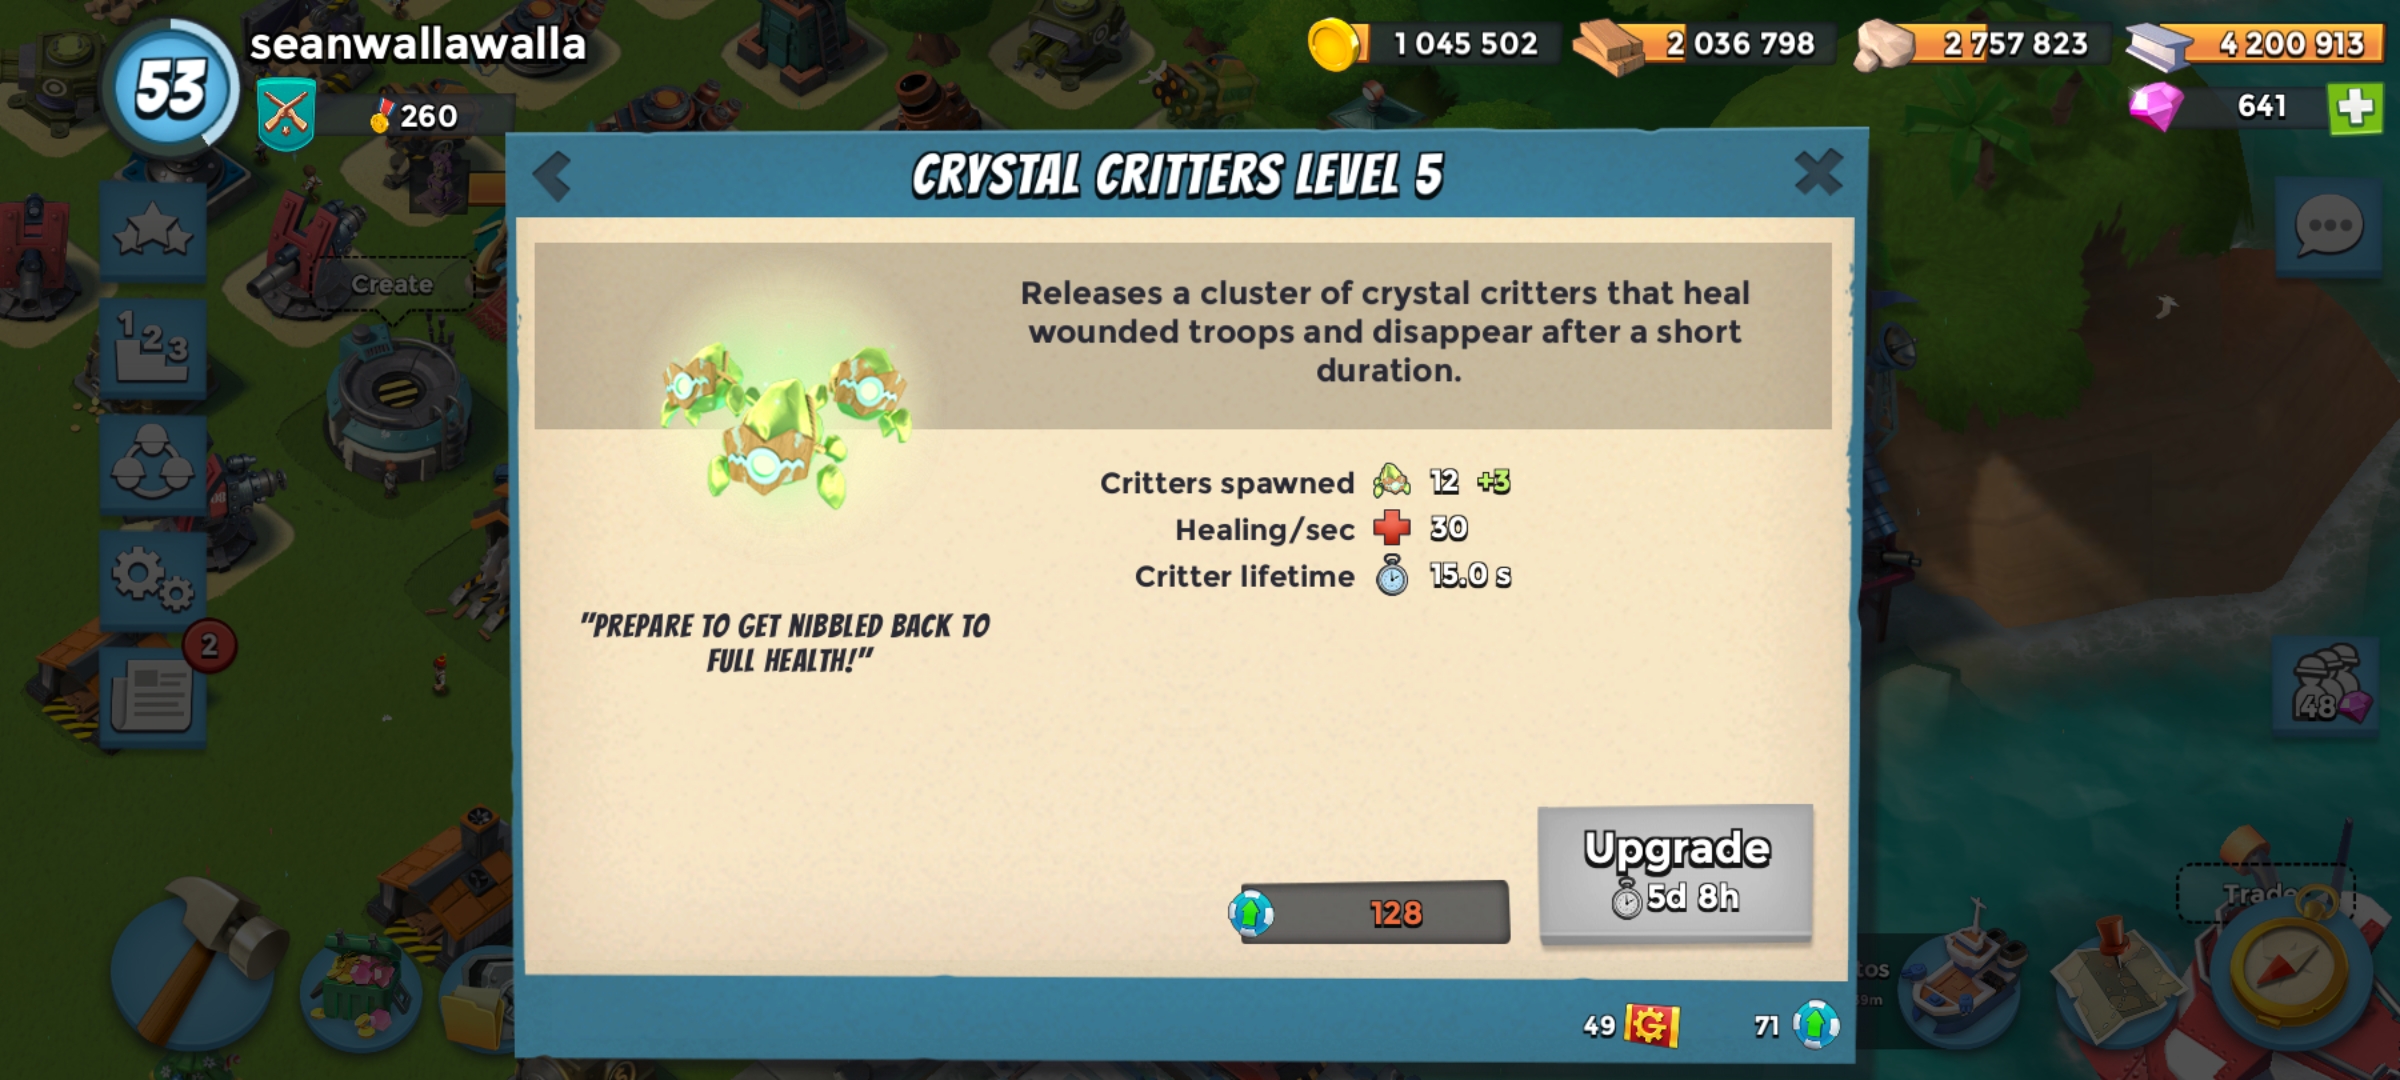 53
seanwallawalla
260
1 045 502
2 036 798
2 757 823
4 200 913
641
CRYSTAL CRITTERS LEVEL 5
Create
1 2 3
Releases a cluster of crystal critters that heal
wounded troops and disappear after a short
duration.
Critters spawned 12 +3
Healing/sec 30
Critter lifetime 15.0 s
"PREPARE TO GET NIBBLED BACK TO
FULL HEALTH!"
2
48
Upgrade
5d 8h
128
Trade
49 G
71